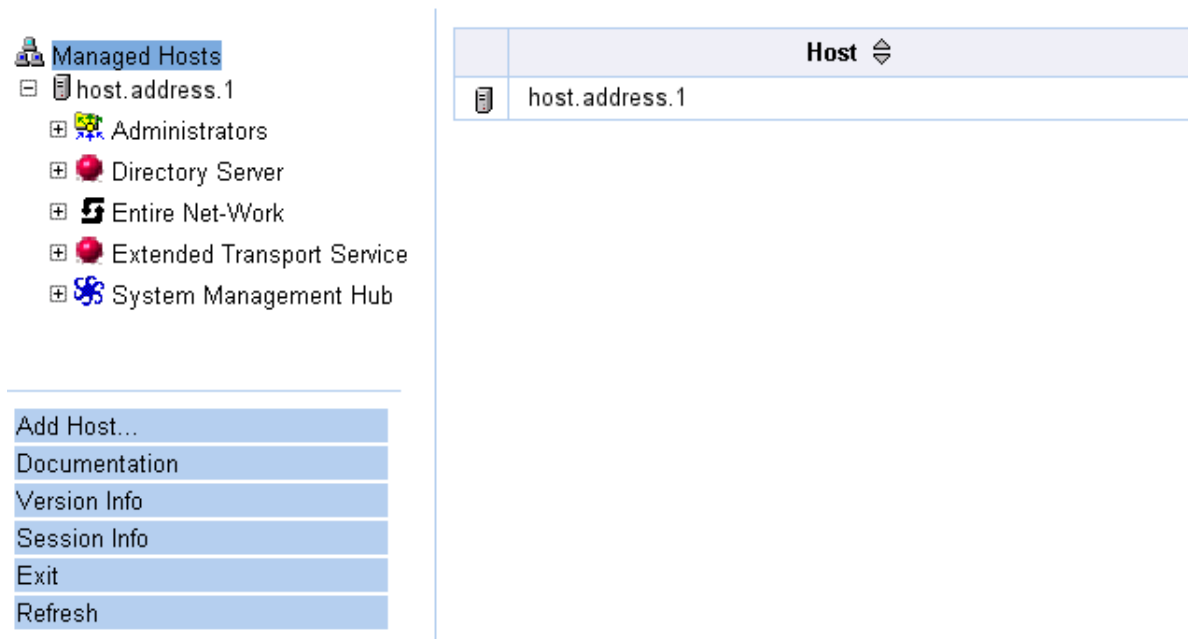 Managed Hosts
host.address.1
Administrators
Directory Server
Entire Net-Work
Extended Transport Service
System Management Hub
Add Host...
Documentation
Version Info
Session Info
Exit
Refresh
Host
host.address.1